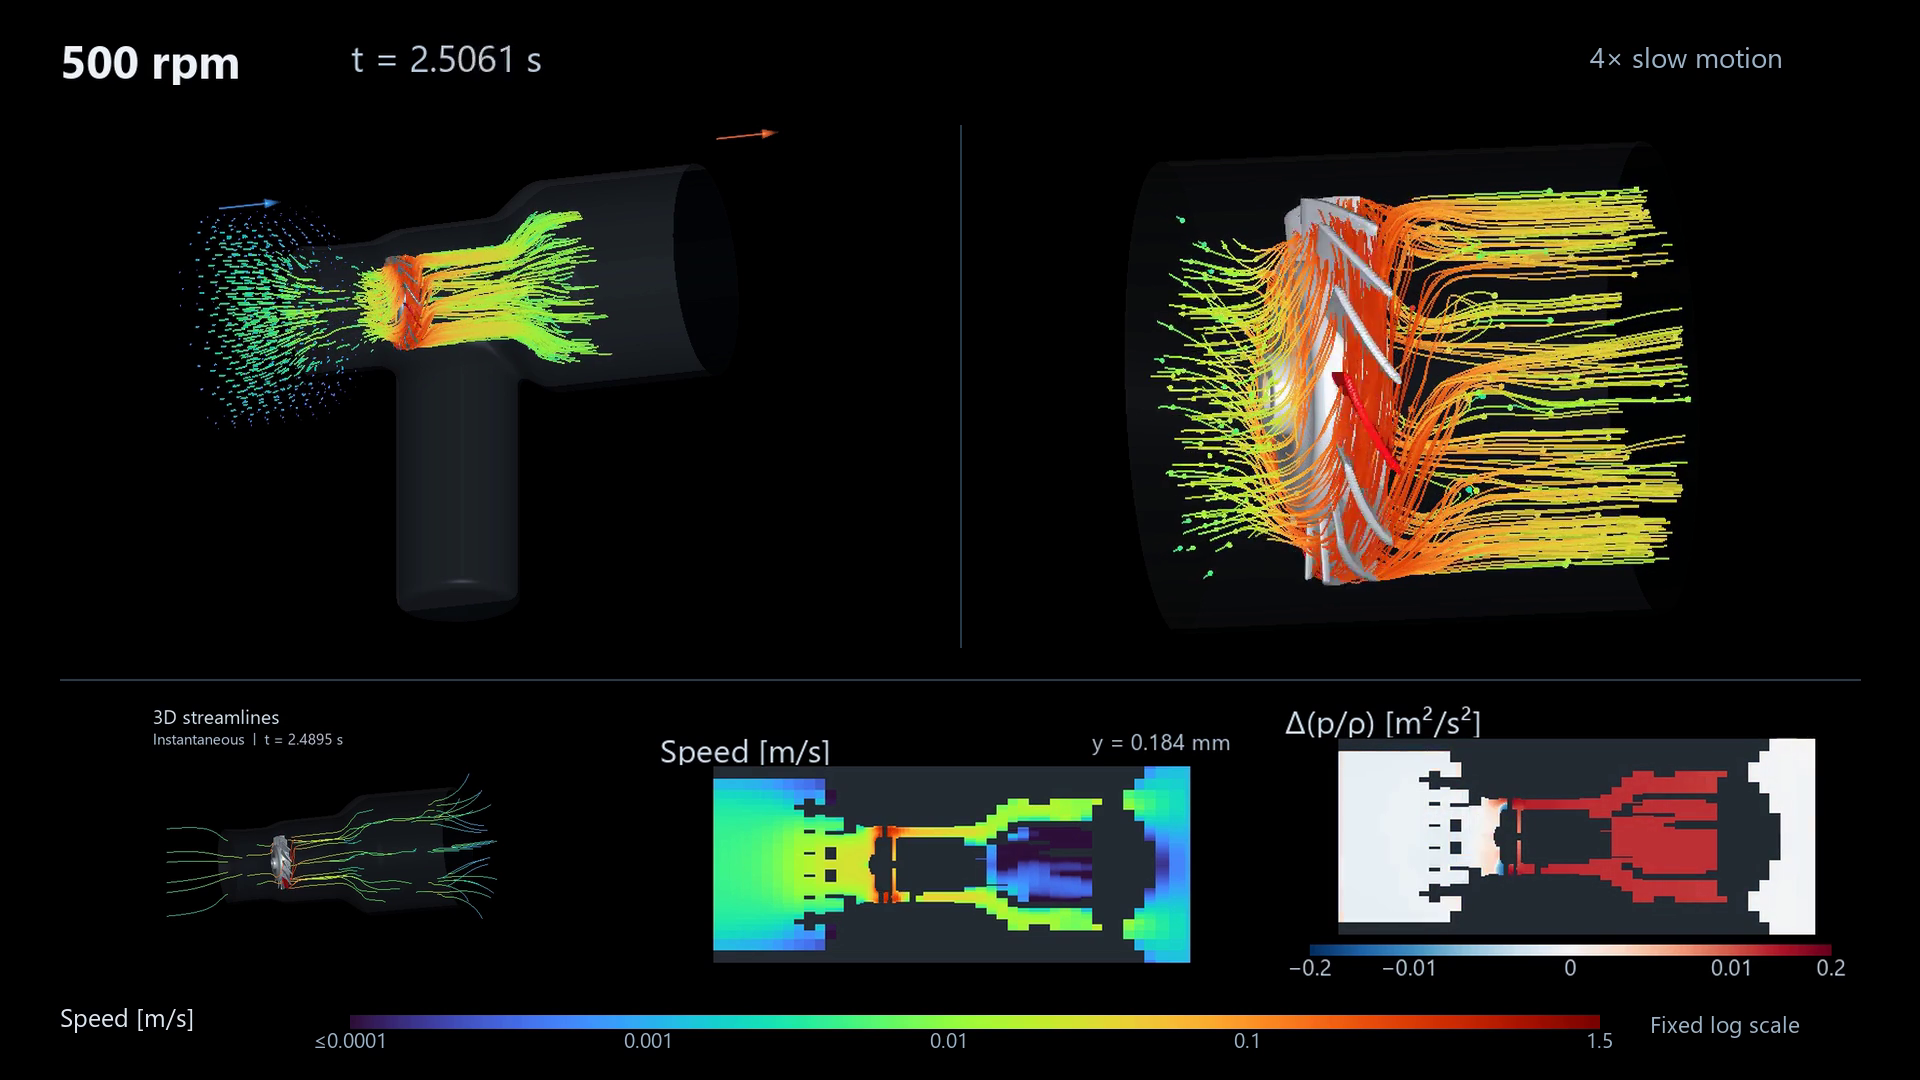 500 rpm
t = 2.5061 s
4× slow motion
3D streamlines
Instantaneous | t = 2.4895 s
Speed [m/s]
y = 0.184 mm
Δ(p/ρ) [m²/s²]
−0.2 −0.01 0 0.01 0.2
Speed [m/s]
≤0.0001 0.001 0.01 0.1 1.5
Fixed log scale